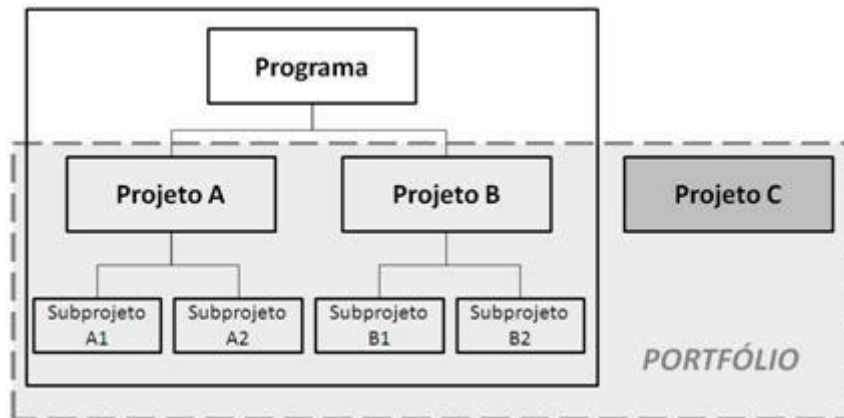 Programa
Projeto A
Projeto B
Projeto C
Subprojeto
A1
Subprojeto
A2
Subprojeto
B1
Subprojeto
B2
PORTFÓLIO